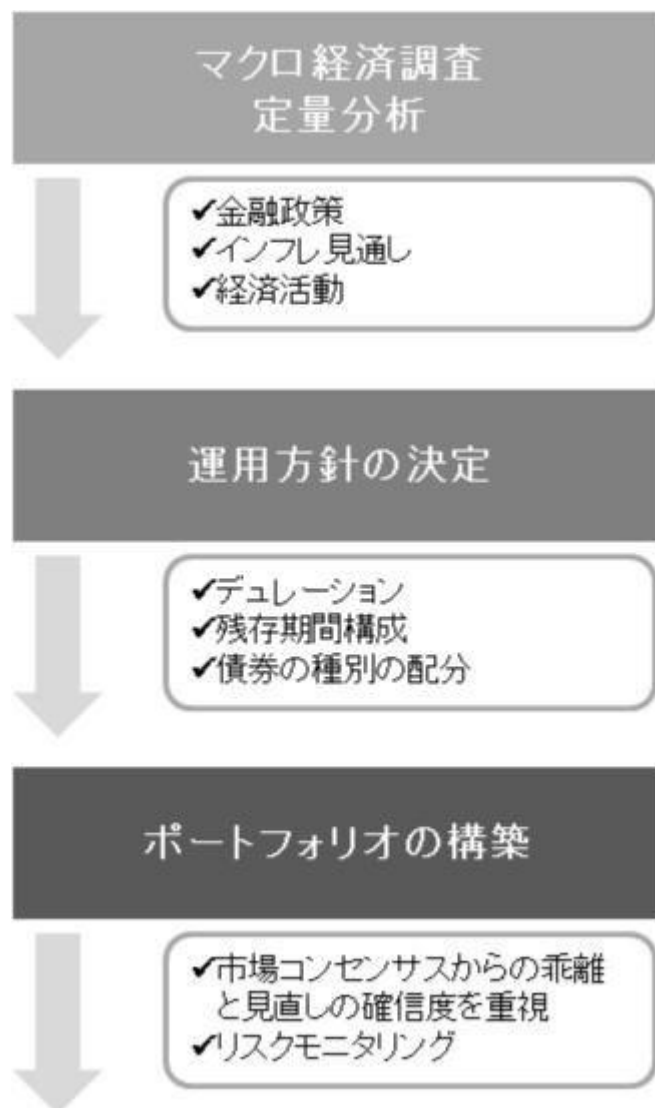 マクロ経済調査
定量分析
✔金融政策
✔インフレ見通し
✔経済活動
運用方針の決定
✔デュレーション
✔残存期間構成
✔債券の種別の配分
ポートフォリオの構築
✔市場コンセンサスからの乖離
と見直しの確信度を重視
✔リスクモニタリング